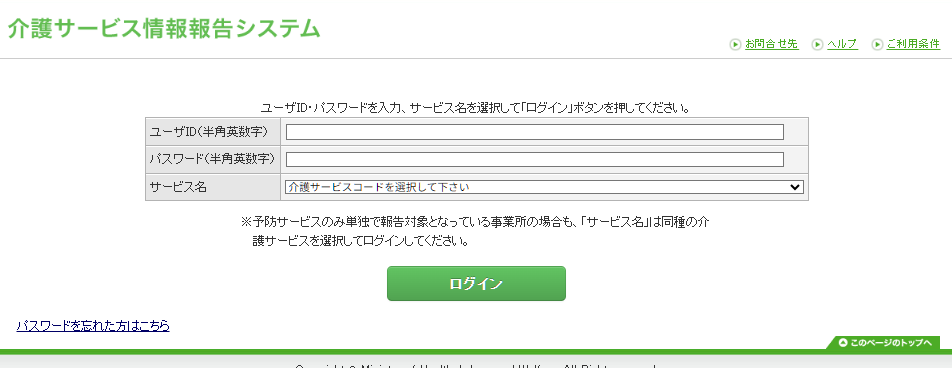 介護サービス情報報告システム
お問合せ先 ヘルプ ご利用条件
ユーザID・パスワードを入力、サービス名を選択して「ログイン」ボタンを押してください。
ユーザID(半角英数字)
パスワード(半角英数字)
サービス名 介護サービスコードを選択して下さい
※予防サービスのみ単独で報告対象となっている事業所の場合も、「サービス名」は同種の介
護サービスを選択してログインしてください。
ログイン
パスワードを忘れた方はこちら
このページのトップへ